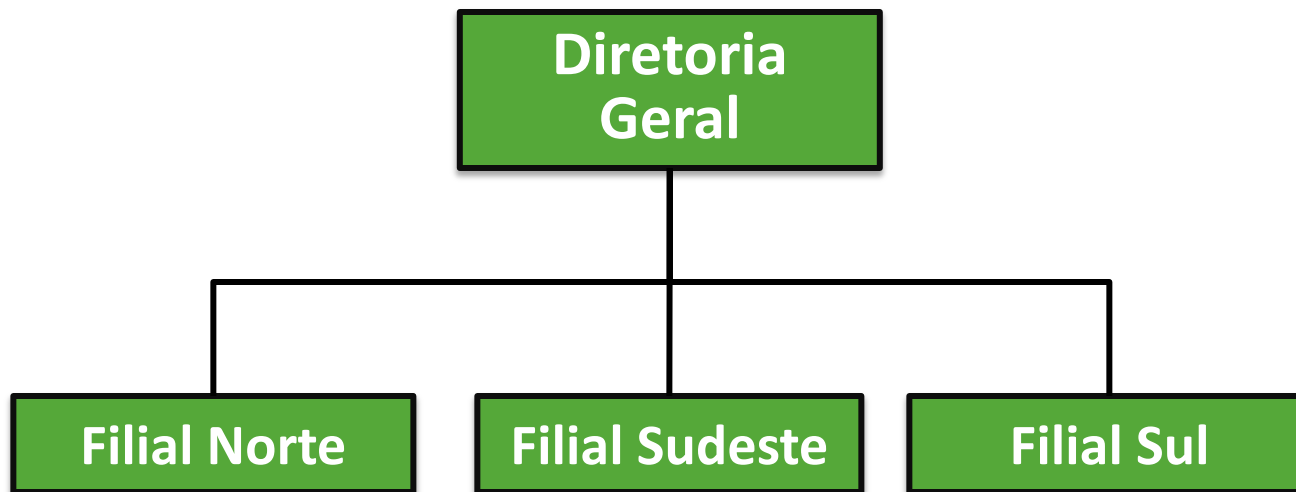 Diretoria
Geral
Filial Norte
Filial Sudeste
Filial Sul